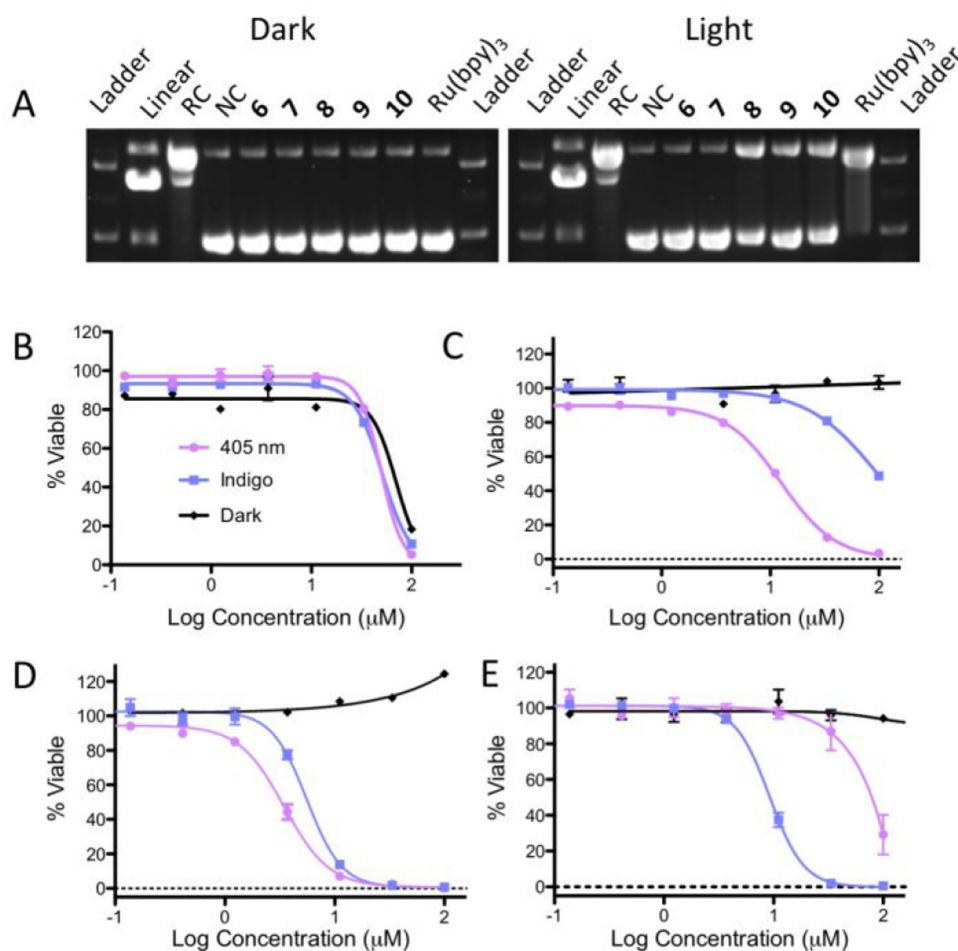 Dark Light
A
Ladder Linear RC NC 6 7 8 9 10 Ru(bpy)3 Ladder Ladder Linear RC NC 6 7 8 9 10 Ru(bpy)3 Ladder
B
120
100
80
60
40
20
0
% Viable
405 nm
Indigo
Dark
-1 0 1 2
Log Concentration (μM)
C
120
100
80
60
40
20
0
% Viable
-1 0 1 2
Log Concentration (μM)
D
120
100
80
60
40
20
0
% Viable
-1 0 1 2
Log Concentration (μM)
E
120
100
80
60
40
20
0
% Viable
-1 0 1 2
Log Concentration (μM)